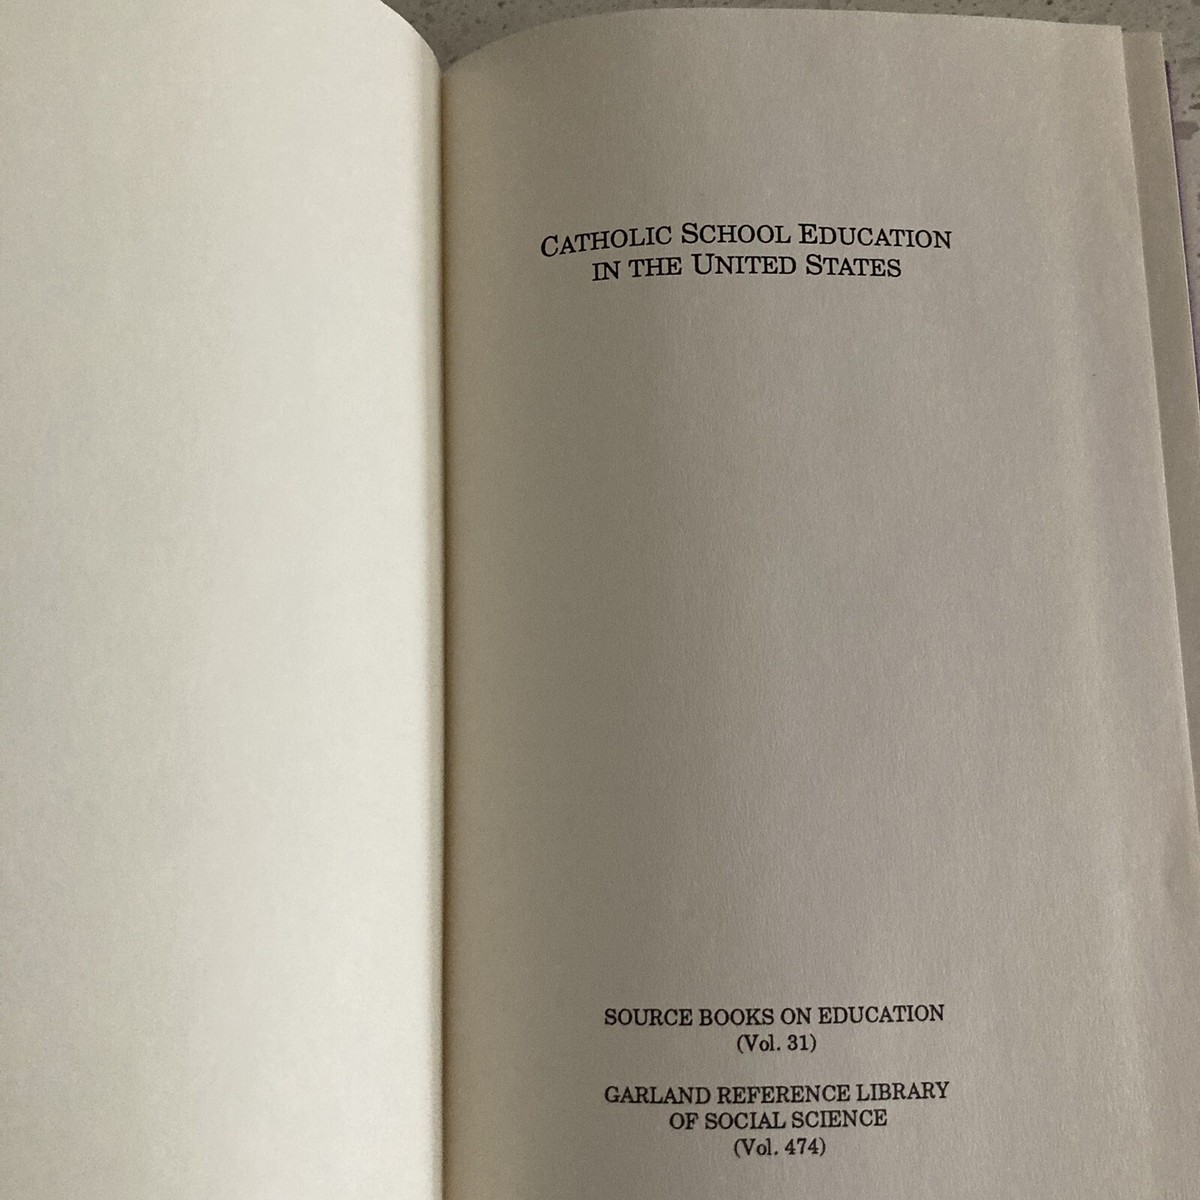 CATHOLIC SCHOOL EDUCATION
IN THE UNITED STATES
SOURCE BOOKS ON EDUCATION
(Vol. 31)
GARLAND REFERENCE LIBRARY
OF SOCIAL SCIENCE
(Vol. 474)